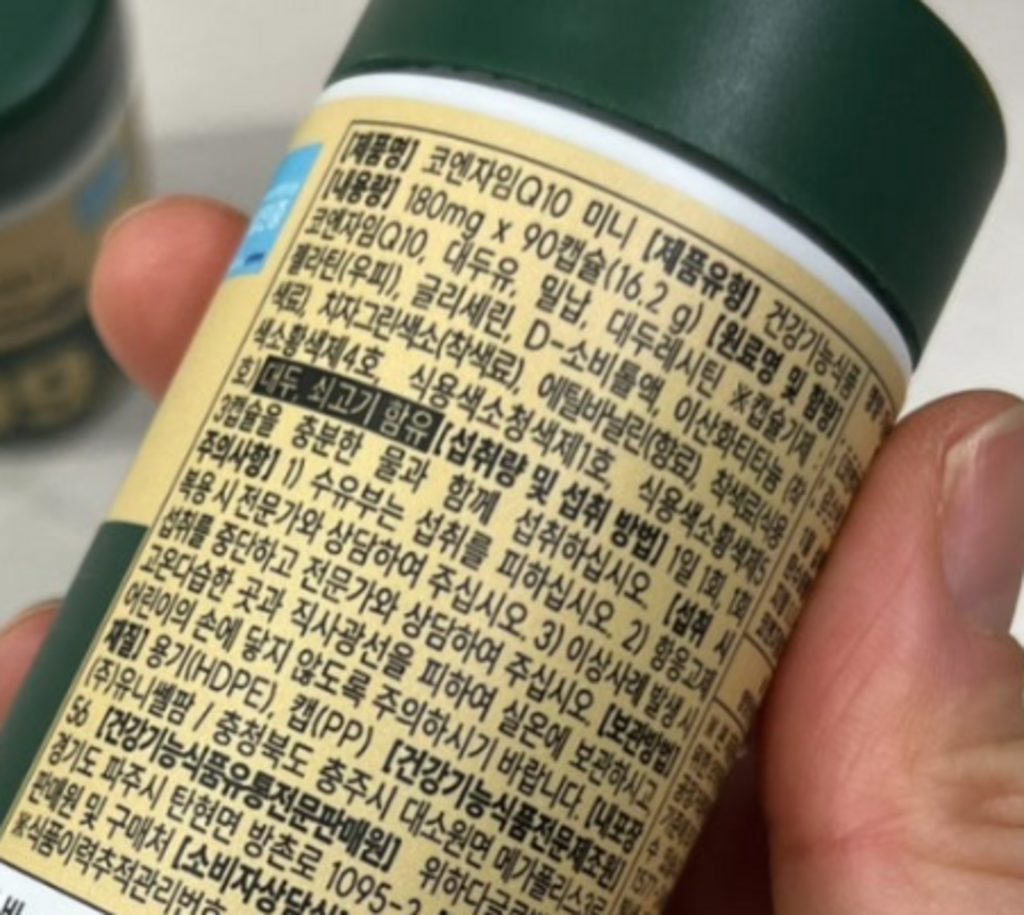 [제품명] 코엔자임Q10 미니 [제품유형] 건강기능식품
[내용량] 180mg x 90캡슐(16.2 g) [원료명 및 함량]
코엔자임Q10, 대두유, 밀납, 대두레시틴 ※캡슐기제 :
젤라틴(우피), 글리세린, D-소비톨액, 이산화티타늄 (착
색료), 치자그린색소(착색료), 에틸바닐린(향료), 착색료(식용
색소황색제4호 식용색소청색제1호 식용색소황색제5
호) 대두, 쇠고기 함유 [섭취량 및 섭취 방법] 1일 1회, 1회
3캡슐을 충분한 물과 함께 섭취하십시오. [섭취 시
주의사항] 1) 수유부는 섭취를 피하십시오. 2) 항응고제
복용 시 전문가와 상담하여 주십시오. 3) 이상사례 발생 시
섭취를 중단하고 전문가와 상담하여 주십시오 [보관방법]
고온다습한 곳과 직사광선을 피하여 실온에 보관하시고
어린이의 손에 닿지 않도록 주의하시기 바랍니다. [내포장
재질] 용기(HDPE), 캡(PP) [건강기능식품전문제조원]
(주)유니벨팜 / 충청북도 충주시 대소원면 메가폴리스3로
56 [건강기능식품유통전문판매원]
경기도 파주시 탄현면 방촌로 1095-2
판매원 및 구매처 [소비자상담실]
※식품이력추적관리번호